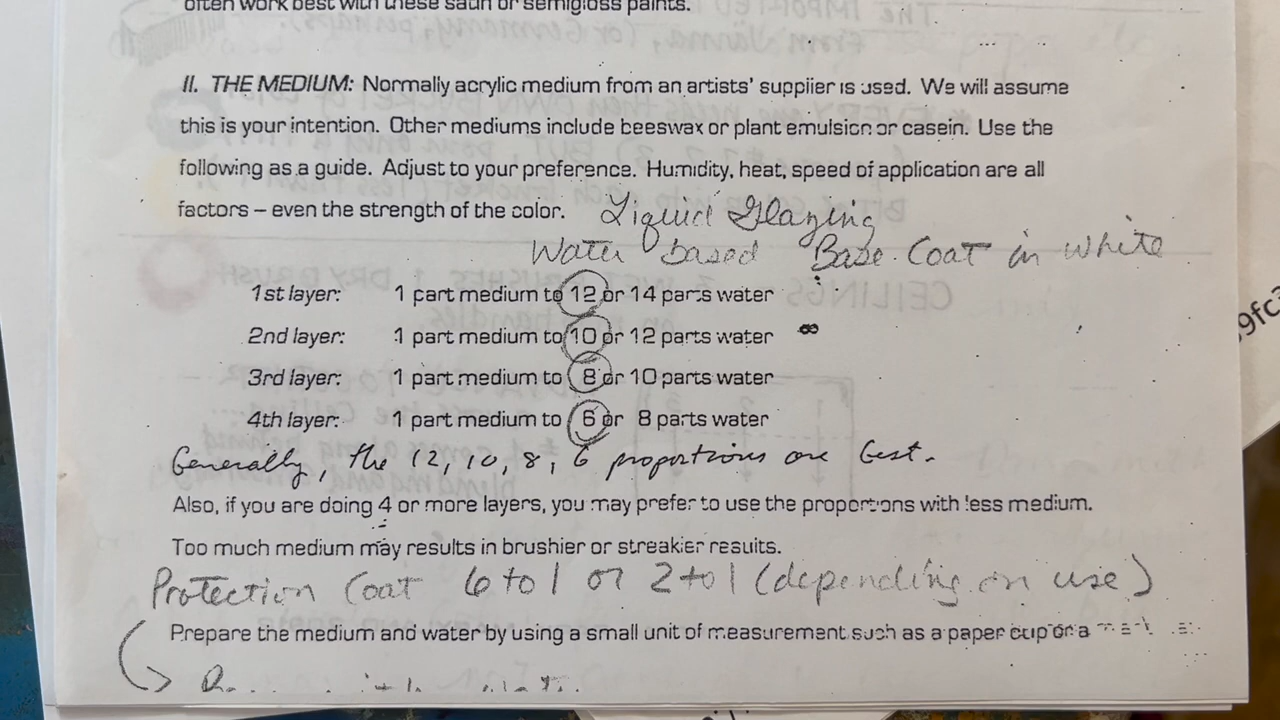 often work best with these satin or semigloss paints.
II. THE MEDIUM: Normally acrylic medium from an artists' supplier is used. We will assume
this is your intention. Other mediums include beeswax or plant emulsion or casein. Use the
following as a guide. Adjust to your preference. Humidity, heat, speed of application are all
factors – even the strength of the color. Liquid Glazing
Water based Base Coat in white
1st layer: 1 part medium to 12 or 14 parts water
2nd layer: 1 part medium to 10 or 12 parts water
3rd layer: 1 part medium to 8 or 10 parts water
4th layer: 1 part medium to 6 or 8 parts water
Generally, the 12, 10, 8, 6 proportions are best.
Also, if you are doing 4 or more layers, you may prefer to use the proportions with less medium.
Too much medium may results in brushier or streakier results.
Protection Coat 6 to 1 or 2 to 1 (depending on use)
Prepare the medium and water by using a small unit of measurement such as a paper cup or a
9fc